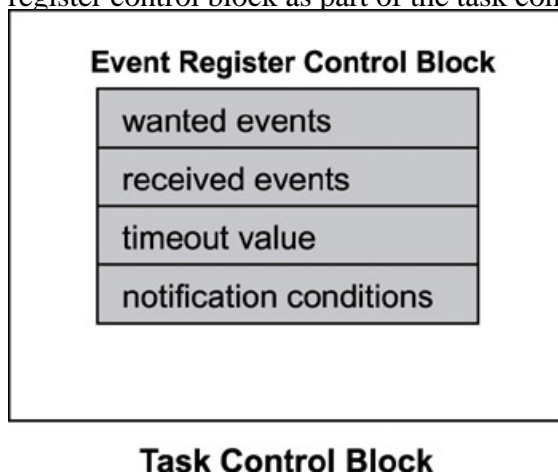 register control block as part of the task con
Event Register Control Block
wanted events
received events
timeout value
notification conditions
Task Control Block